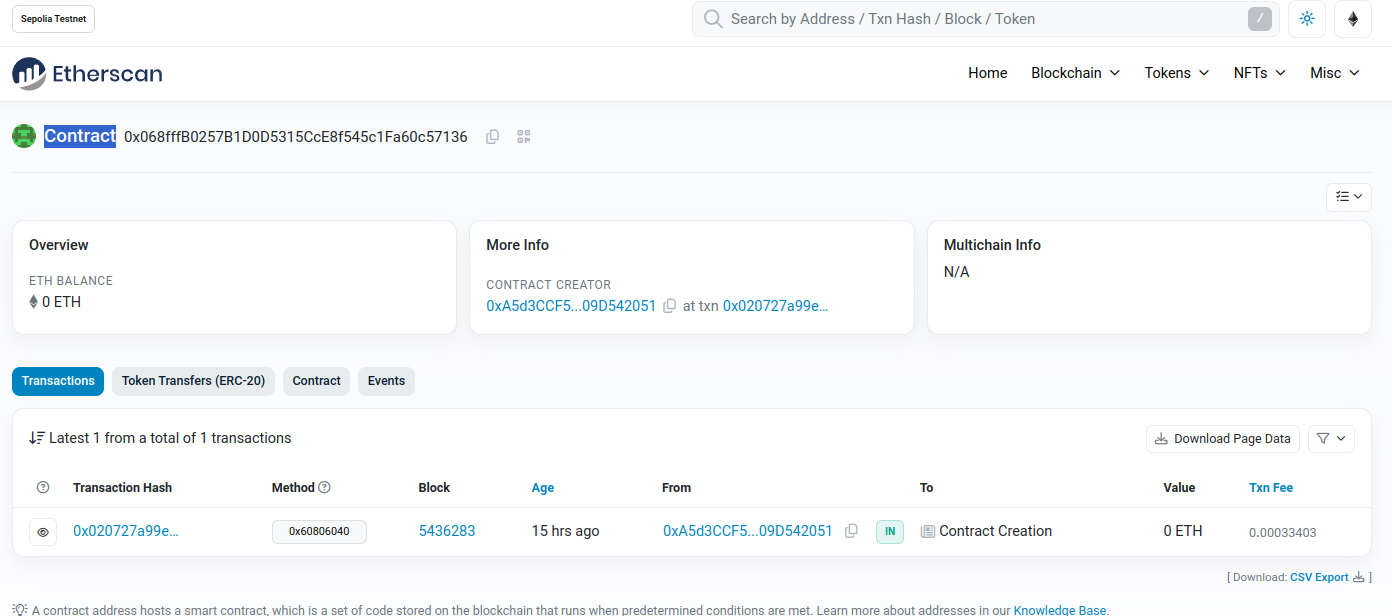 Sepolia Testnet
Search by Address / Txn Hash / Block / Token /
Etherscan
Home Blockchain Tokens NFTs Misc
Contract 0x068fffB0257B1D0D5315CcE8f545c1Fa60c57136
Overview
ETH BALANCE
0 ETH
More Info
CONTRACT CREATOR
0xA5d3CCF5...09D542051 at txn 0x020727a99e...
Multichain Info
N/A
Transactions Token Transfers (ERC-20) Contract Events
Latest 1 from a total of 1 transactions
Download Page Data
Transaction Hash Method Block Age From To Value Txn Fee
0x020727a99e... 0x60806040 5436283 15 hrs ago 0xA5d3CCF5...09D542051 IN Contract Creation 0 ETH 0.00033403
[ Download: CSV Export ]
A contract address hosts a smart contract, which is a set of code stored on the blockchain that runs when predetermined conditions are met. Learn more about addresses in our Knowledge Base.